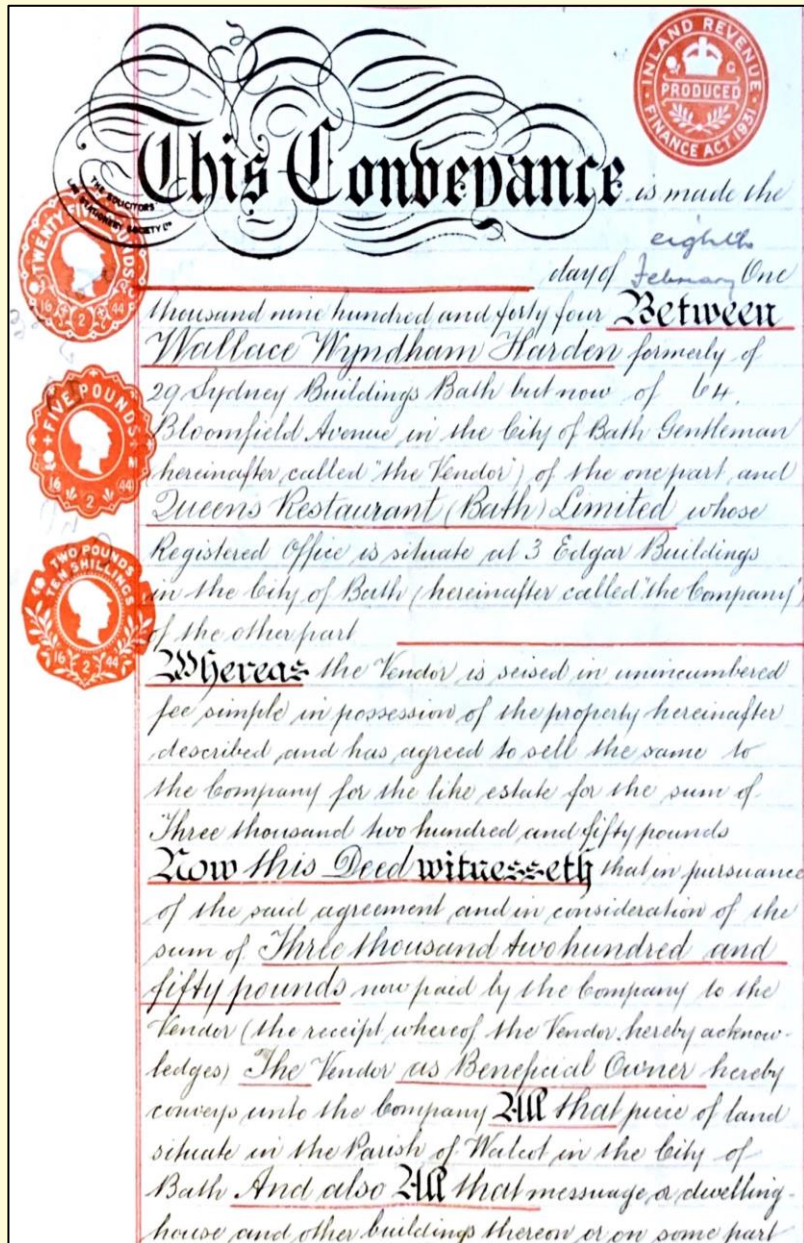 INLAND REVENUE
PRODUCED
FINANCE ACT 1931
This Conveyance is made the
THE SOLICITORS'
LAW STATIONERY SOCIETY LTD
eighth
day of February One
TWENTY FIVE POUNDS
16 2 44
thousand nine hundred and forty four Between
Wallace Wyndham Harden formerly of
29 Sydney Buildings Bath but now of 64,
FIVE POUNDS
16 2 44
Bloomfield Avenue in the City of Bath Gentleman
(hereinafter called "the Vendor") of the one part and
Queens Restaurant (Bath) Limited whose
Registered Office is situate at 3 Edgar Buildings
TWO POUNDS
TEN SHILLINGS
16 2 44
in the City of Bath (hereinafter called "the Company")
of the other part
Whereas the Vendor is seised in unincumbered
fee simple in possession of the property hereinafter
described and has agreed to sell the same to
the Company for the like estate for the sum of
Three thousand two hundred and fifty pounds
Now this Deed witnesseth that in pursuance
of the said agreement and in consideration of the
sum of Three thousand two hundred and
fifty pounds now paid by the Company to the
Vendor (the receipt whereof the Vendor hereby acknow-
ledges) The Vendor as Beneficial Owner hereby
conveys unto the Company All that piece of land
situate in the Parish of Walcot in the City of
Bath And also All that messuage or dwelling-
house and other buildings thereon or on some part